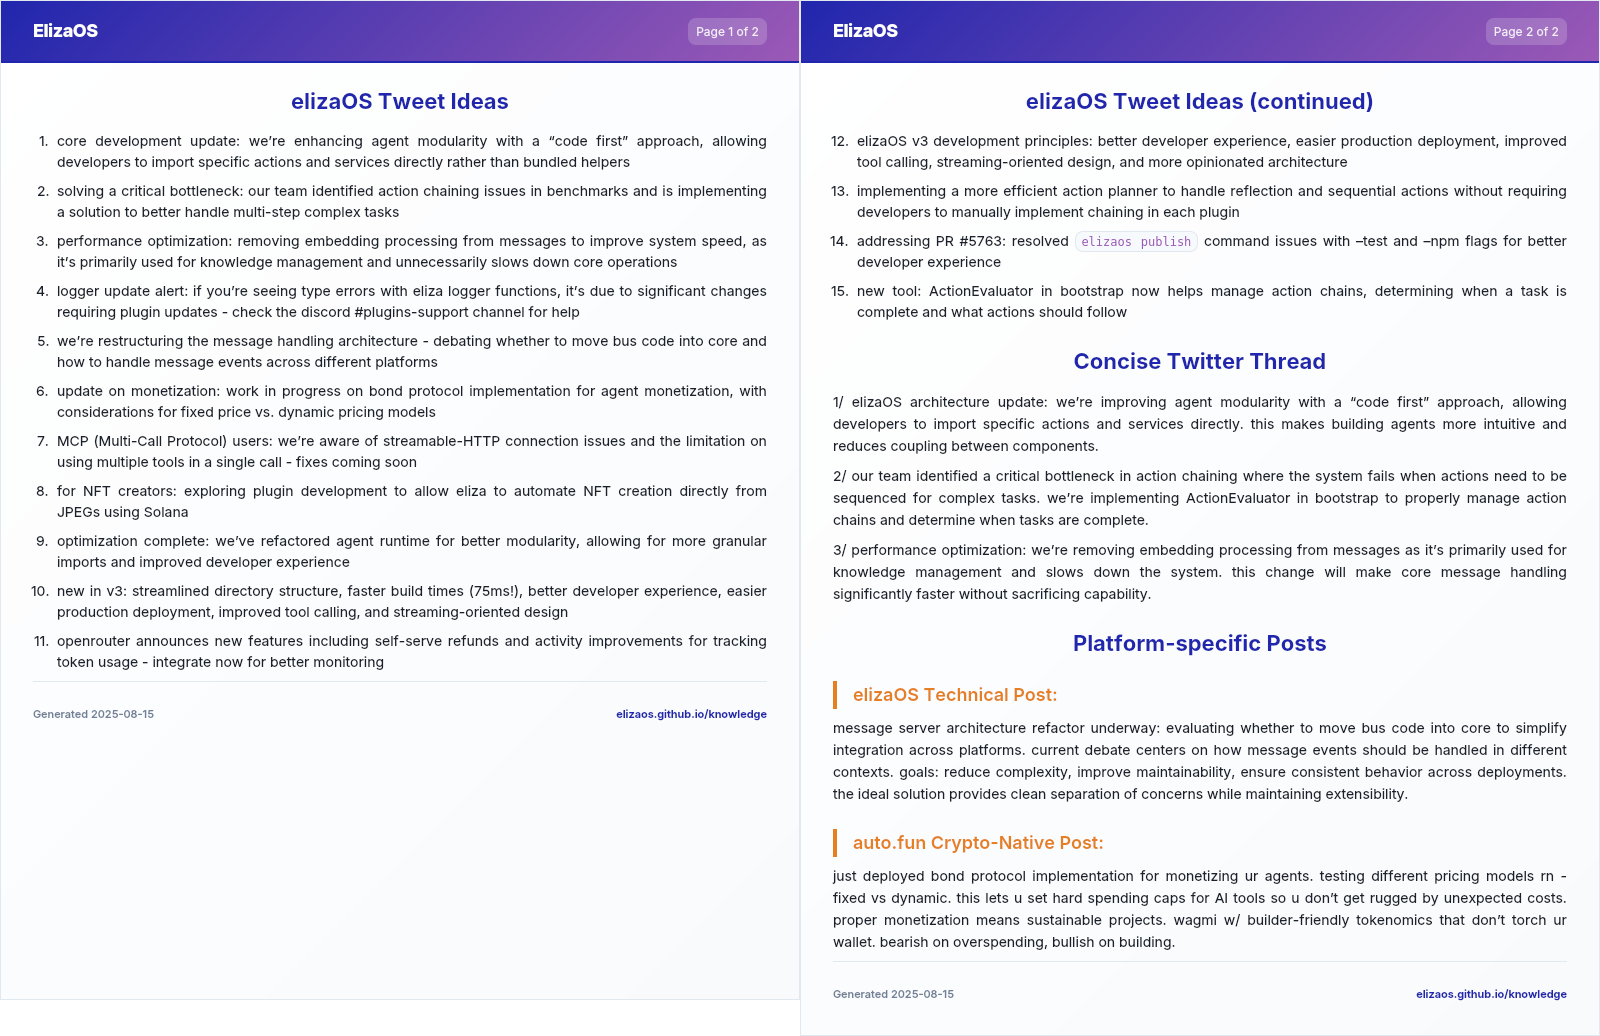 ElizaOS
Page 1 of 2
elizaOS Tweet Ideas
1. core development update: we’re enhancing agent modularity with a “code first” approach, allowing
developers to import specific actions and services directly rather than bundled helpers
2. solving a critical bottleneck: our team identified action chaining issues in benchmarks and is implementing
a solution to better handle multi-step complex tasks
3. performance optimization: removing embedding processing from messages to improve system speed, as
it’s primarily used for knowledge management and unnecessarily slows down core operations
4. logger update alert: if you’re seeing type errors with eliza logger functions, it’s due to significant changes
requiring plugin updates - check the discord #plugins-support channel for help
5. we’re restructuring the message handling architecture - debating whether to move bus code into core and
how to handle message events across different platforms
6. update on monetization: work in progress on bond protocol implementation for agent monetization, with
considerations for fixed price vs. dynamic pricing models
7. MCP (Multi-Call Protocol) users: we’re aware of streamable-HTTP connection issues and the limitation on
using multiple tools in a single call - fixes coming soon
8. for NFT creators: exploring plugin development to allow eliza to automate NFT creation directly from
JPEGs using Solana
9. optimization complete: we’ve refactored agent runtime for better modularity, allowing for more granular
imports and improved developer experience
10. new in v3: streamlined directory structure, faster build times (75ms!), better developer experience, easier
production deployment, improved tool calling, and streaming-oriented design
11. openrouter announces new features including self-serve refunds and activity improvements for tracking
token usage - integrate now for better monitoring
Generated 2025-08-15
elizaos.github.io/knowledge
ElizaOS
Page 2 of 2
elizaOS Tweet Ideas (continued)
12. elizaOS v3 development principles: better developer experience, easier production deployment, improved
tool calling, streaming-oriented design, and more opinionated architecture
13. implementing a more efficient action planner to handle reflection and sequential actions without requiring
developers to manually implement chaining in each plugin
14. addressing PR #5763: resolved elizaos publish command issues with –test and –npm flags for better
developer experience
15. new tool: ActionEvaluator in bootstrap now helps manage action chains, determining when a task is
complete and what actions should follow
Concise Twitter Thread
1/ elizaOS architecture update: we’re improving agent modularity with a “code first” approach, allowing
developers to import specific actions and services directly. this makes building agents more intuitive and
reduces coupling between components.
2/ our team identified a critical bottleneck in action chaining where the system fails when actions need to be
sequenced for complex tasks. we’re implementing ActionEvaluator in bootstrap to properly manage action
chains and determine when tasks are complete.
3/ performance optimization: we’re removing embedding processing from messages as it’s primarily used for
knowledge management and slows down the system. this change will make core message handling
significantly faster without sacrificing capability.
Platform-specific Posts
elizaOS Technical Post:
message server architecture refactor underway: evaluating whether to move bus code into core to simplify
integration across platforms. current debate centers on how message events should be handled in different
contexts. goals: reduce complexity, improve maintainability, ensure consistent behavior across deployments.
the ideal solution provides clean separation of concerns while maintaining extensibility.
auto.fun Crypto-Native Post:
just deployed bond protocol implementation for monetizing ur agents. testing different pricing models rn -
fixed vs dynamic. this lets u set hard spending caps for AI tools so u don’t get rugged by unexpected costs.
proper monetization means sustainable projects. wagmi w/ builder-friendly tokenomics that don’t torch ur
wallet. bearish on overspending, bullish on building.
Generated 2025-08-15
elizaos.github.io/knowledge